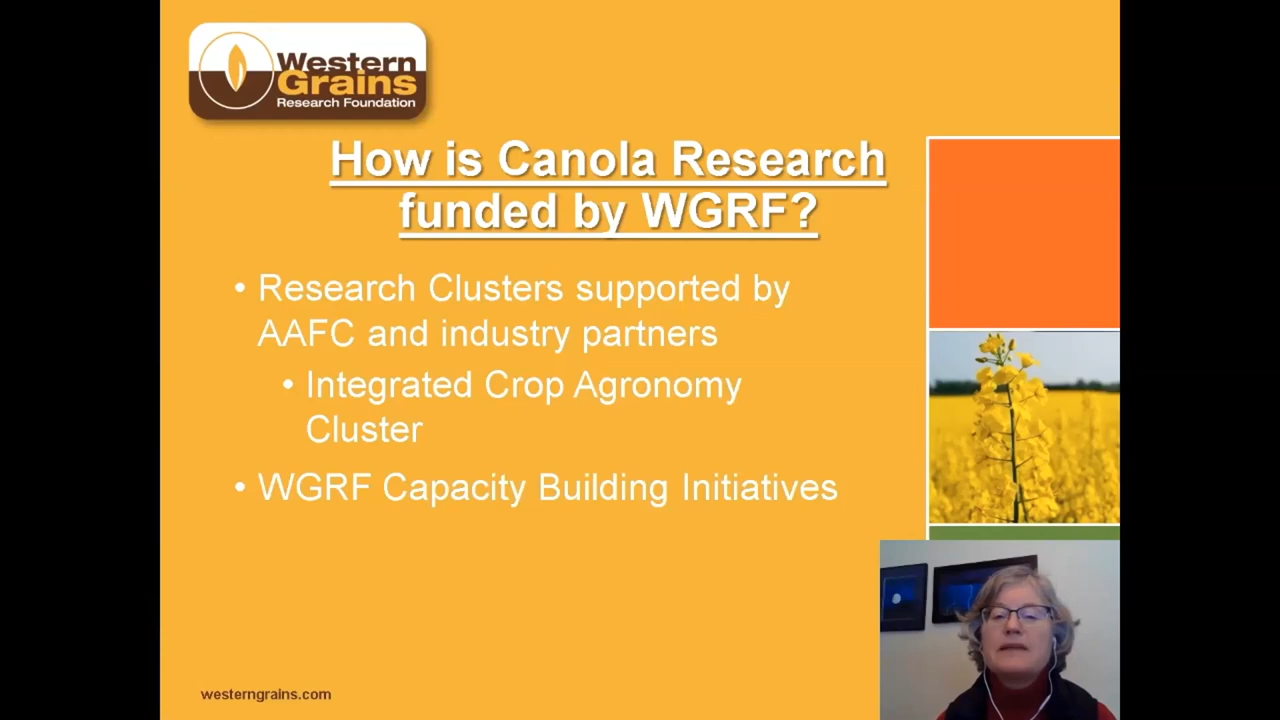 Western
Grains
Research Foundation
How is Canola Research
funded by WGRF?
• Research Clusters supported by
AAFC and industry partners
• Integrated Crop Agronomy
Cluster
• WGRF Capacity Building Initiatives
westerngrains.com